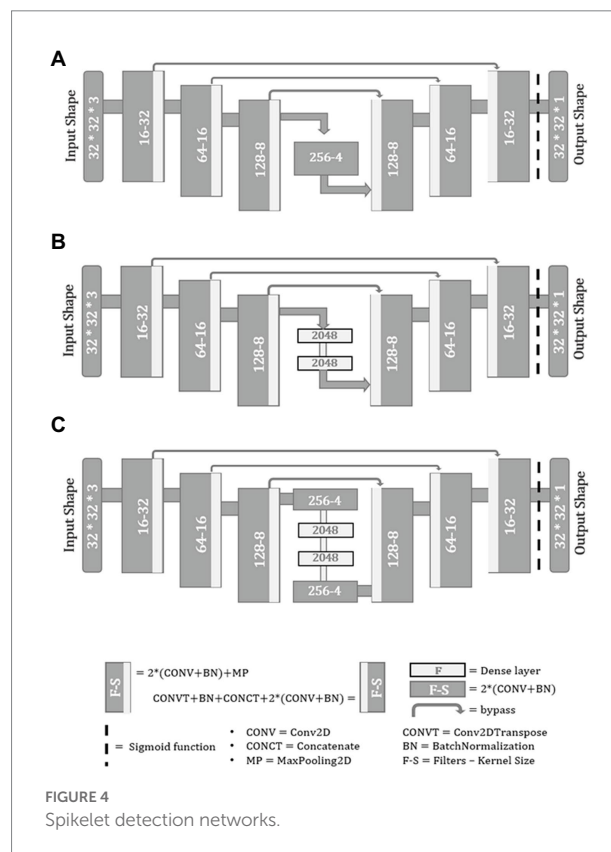 A
Input Shape
32 * 32 * 3
16-32
64-16
128-8
256-4
128-8
64-16
16-32
32 * 32 * 1
Output Shape
B
Input Shape
32 * 32 * 3
16-32
64-16
128-8
2048
2048
128-8
64-16
16-32
32 * 32 * 1
Output Shape
C
Input Shape
32 * 32 * 3
16-32
64-16
128-8
256-4
2048
2048
256-4
128-8
64-16
16-32
32 * 32 * 1
Output Shape
F-S = 2*(CONV+BN)+MP
CONVT+BN+CONCT+2*(CONV+BN) = F-S
F = Dense layer
F-S = 2*(CONV+BN)
= bypass
= Sigmoid function
• CONV = Conv2D
• CONCT = Concatenate
• MP = MaxPooling2D
CONVT = Conv2DTranspose
BN = BatchNormalization
F-S = Filters – Kernel Size
FIGURE 4
Spikelet detection networks.